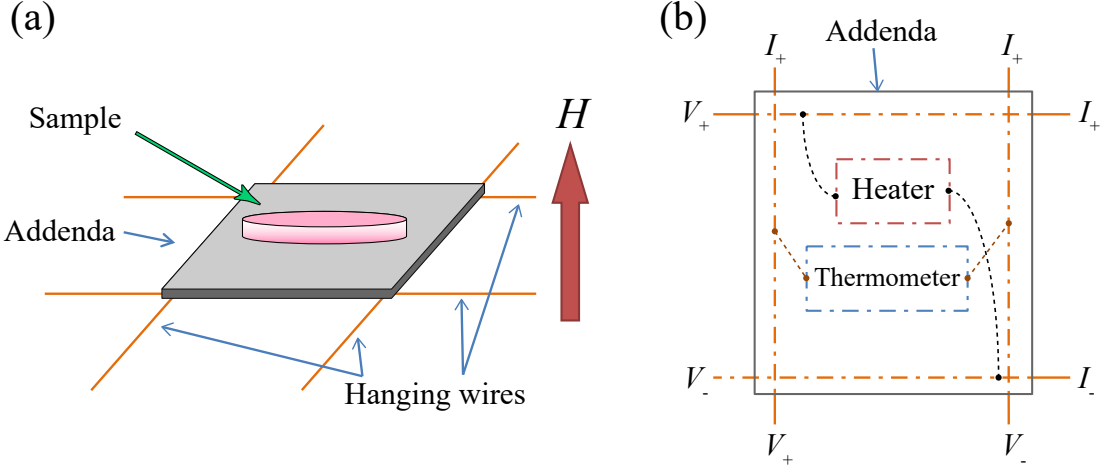 (a)
Sample
H
Addenda
Hanging wires
(b)
Addenda
I+ I+
V+ I+
Heater
Thermometer
V- I-
V+ V-